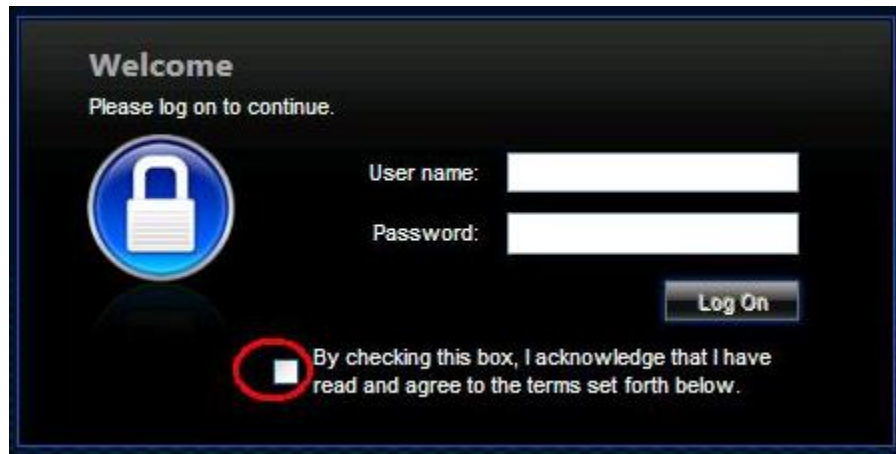 Welcome
Please log on to continue.
User name:
Password:
Log On
By checking this box, I acknowledge that I have
read and agree to the terms set forth below.